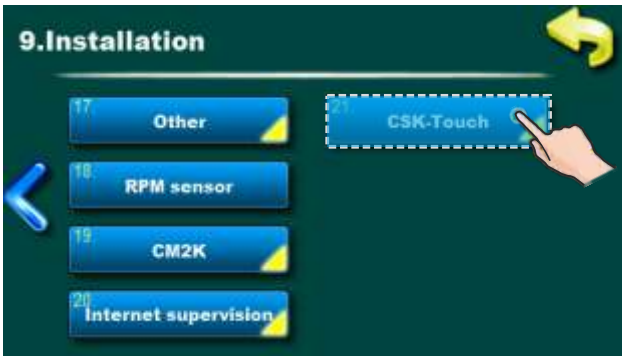 9.Installation
17
Other
18
RPM sensor
19
CM2K
20
Internet supervision
21.
CSK-Touch